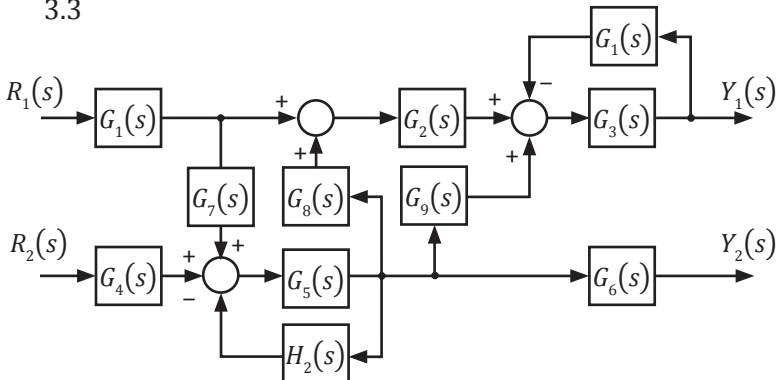 3.3
G₁(s)
R₁(s)
Y₁(s)
G₁(s)
+
+
G₂(s)
+
−
+
G₃(s)
G₇(s)
G₈(s)
G₉(s)
R₂(s)
Y₂(s)
G₄(s)
+
+
−
G₅(s)
G₆(s)
H₂(s)